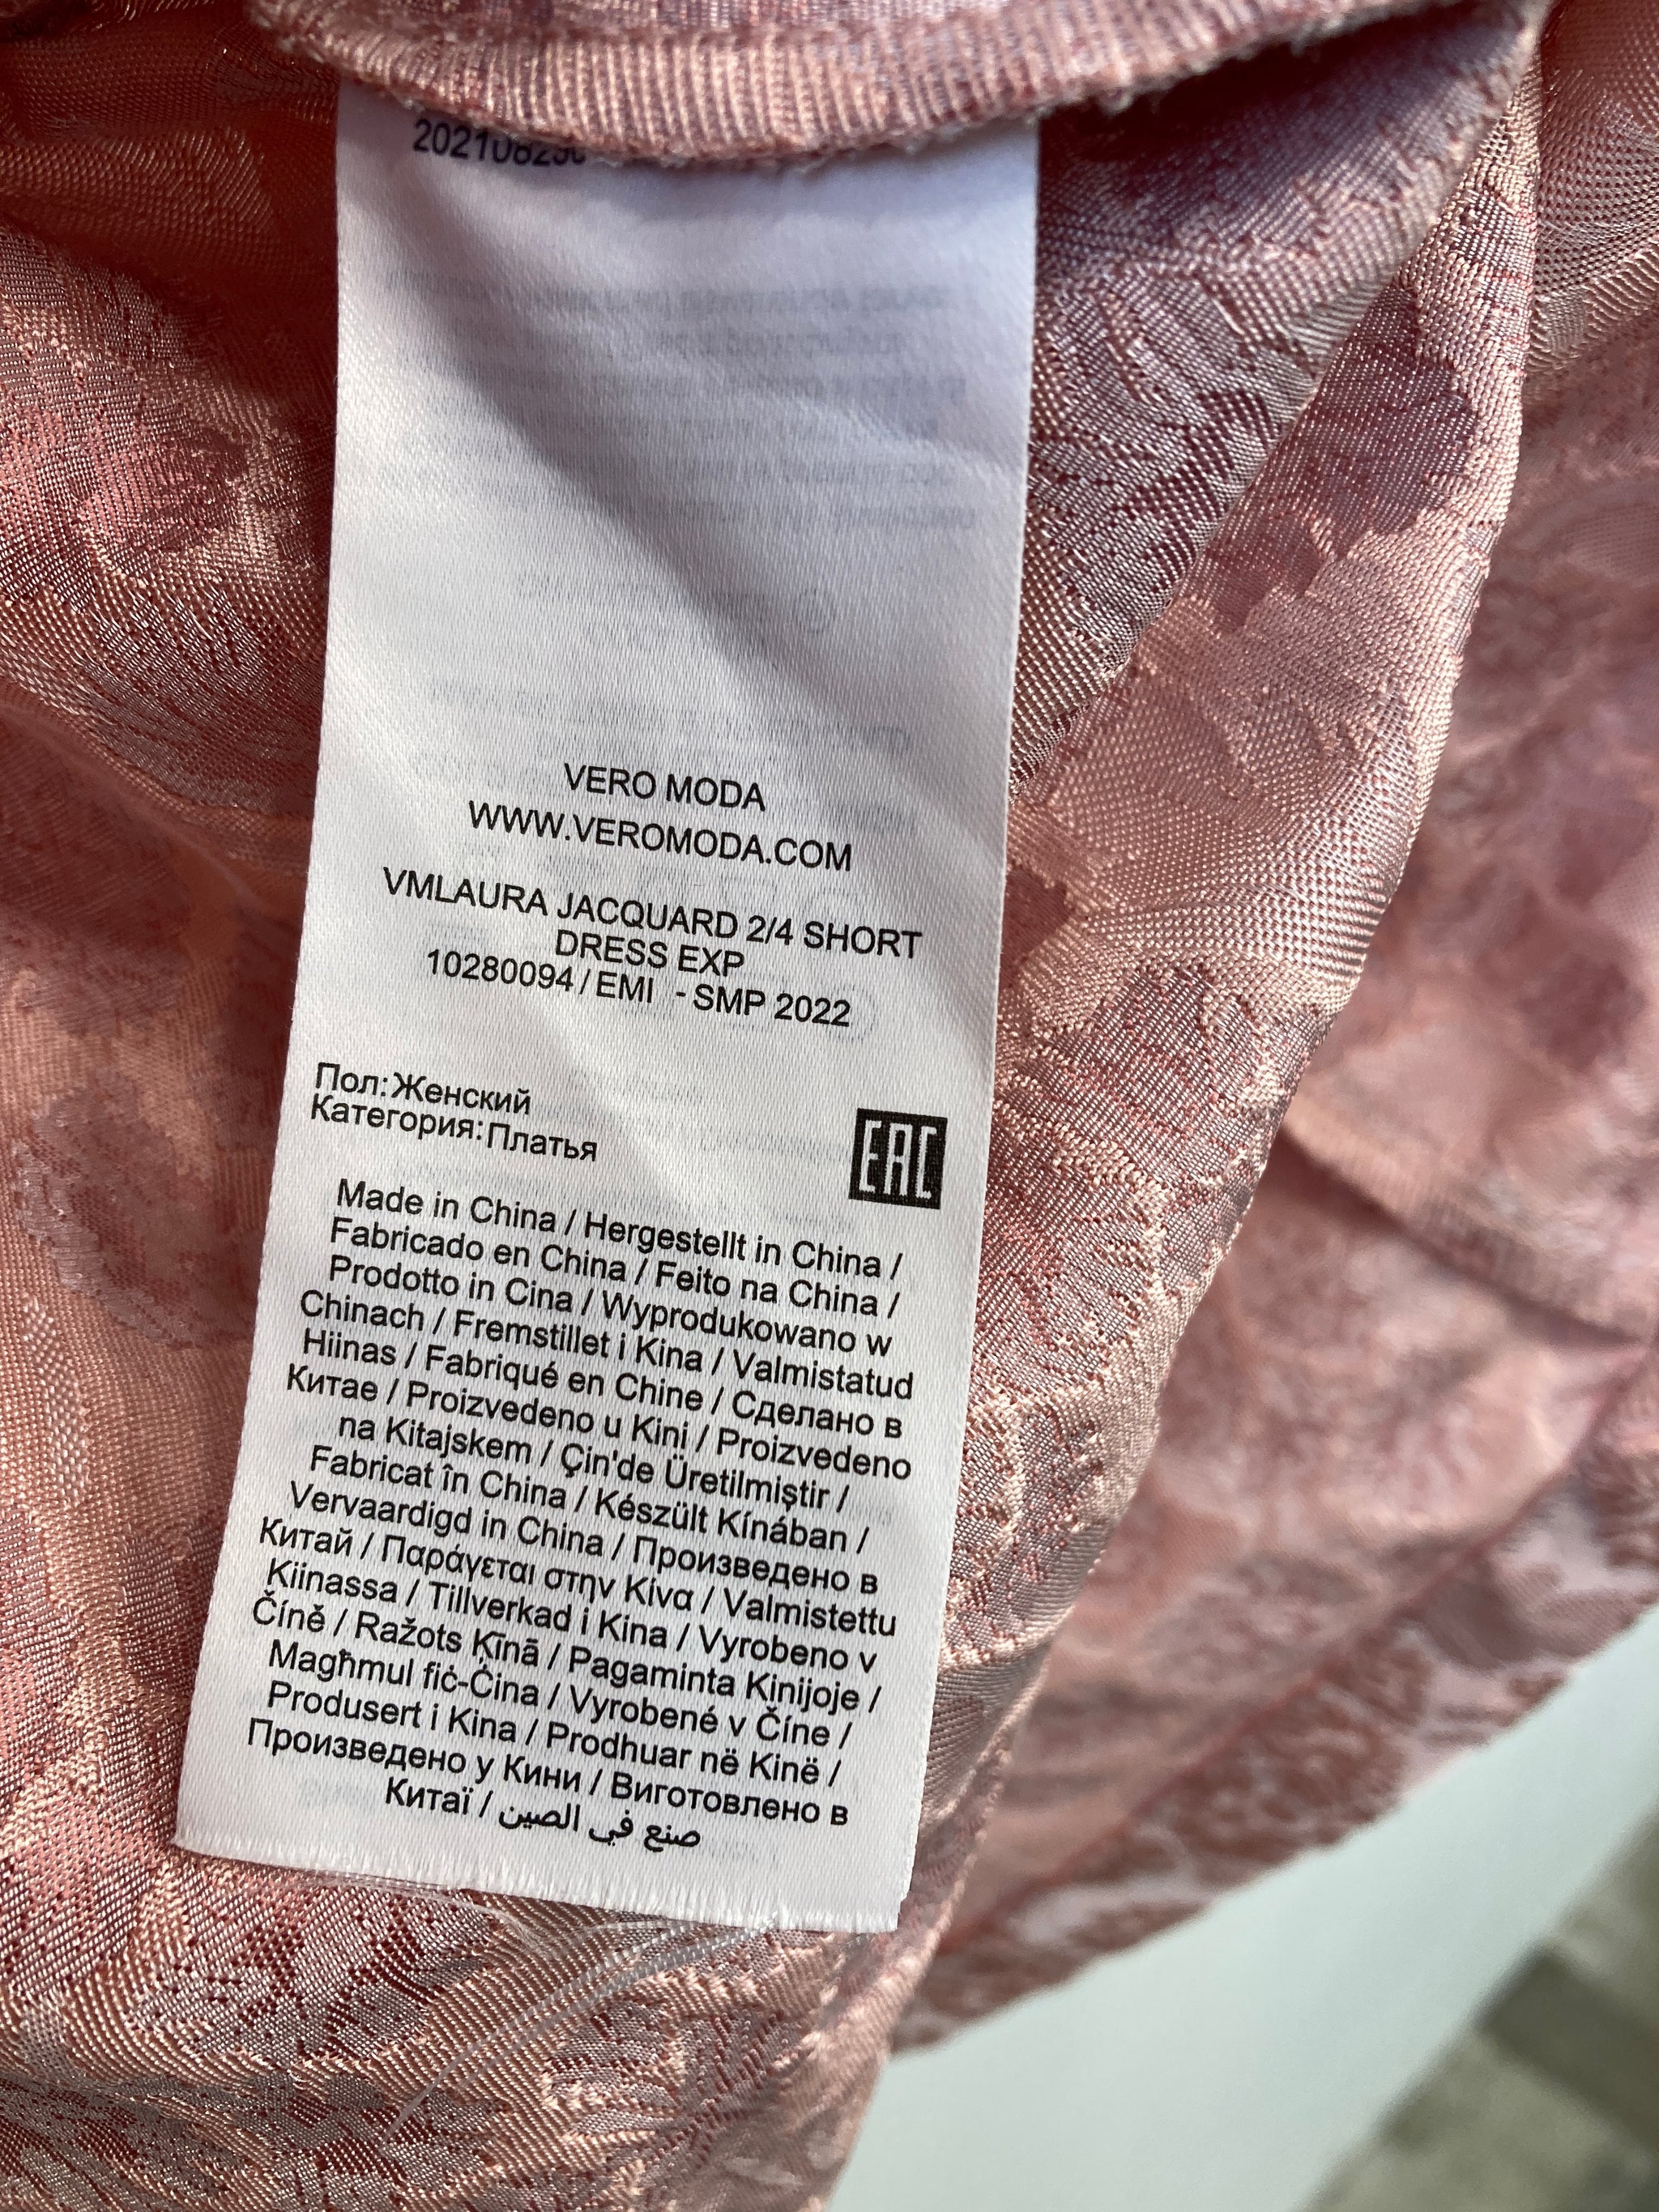 VERO MODA
WWW.VEROMODA.COM
VMLAURA JACQUARD 2/4 SHORT
DRESS EXP
10280094 / EMI - SMP 2022
Пол: Женский
Категория: Платья
EAC
Made in China / Hergestellt in China /
Fabricado en China / Feito na China /
Prodotto in Cina / Wyprodukowano w
Chinach / Fremstillet i Kina / Valmistatud
Hiinas / Fabriqué en Chine / Сделано в
Китае / Proizvedeno u Kini / Proizvedeno
na Kitajskem / Çin'de Üretilmiştir /
Fabricat în China / Készült Kínában /
Vervaardigd in China / Произведено в
Китай / Παράγεται στην Κίνα / Valmistettu
Kiinassa / Tillverkad i Kina / Vyrobeno v
Číně / Ražots Ķīnā / Pagaminta Kinijoje /
Magħmul fiċ-Ċina / Vyrobené v Číne /
Produsert i Kina / Prodhuar në Kinë /
Произведено у Кини / Виготовлено в
Китаї / صنع في الصين